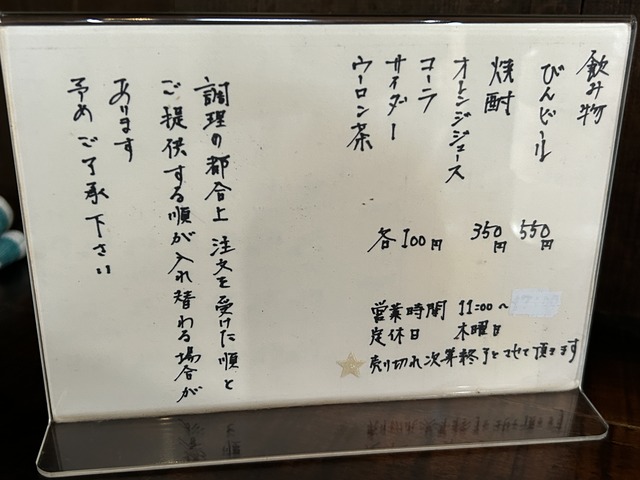 飲み物
びんビール 550円
焼酎 350円
オレンジジュース
コーラ
サイダー
ウーロン茶
各100円
営業時間 11:00〜
定休日 木曜日
売り切れ次第終了とさせて頂きます
調理の都合上 注文を受けた順と
ご提供する順が入れ替わる場合が
あります
予めご了承下さい